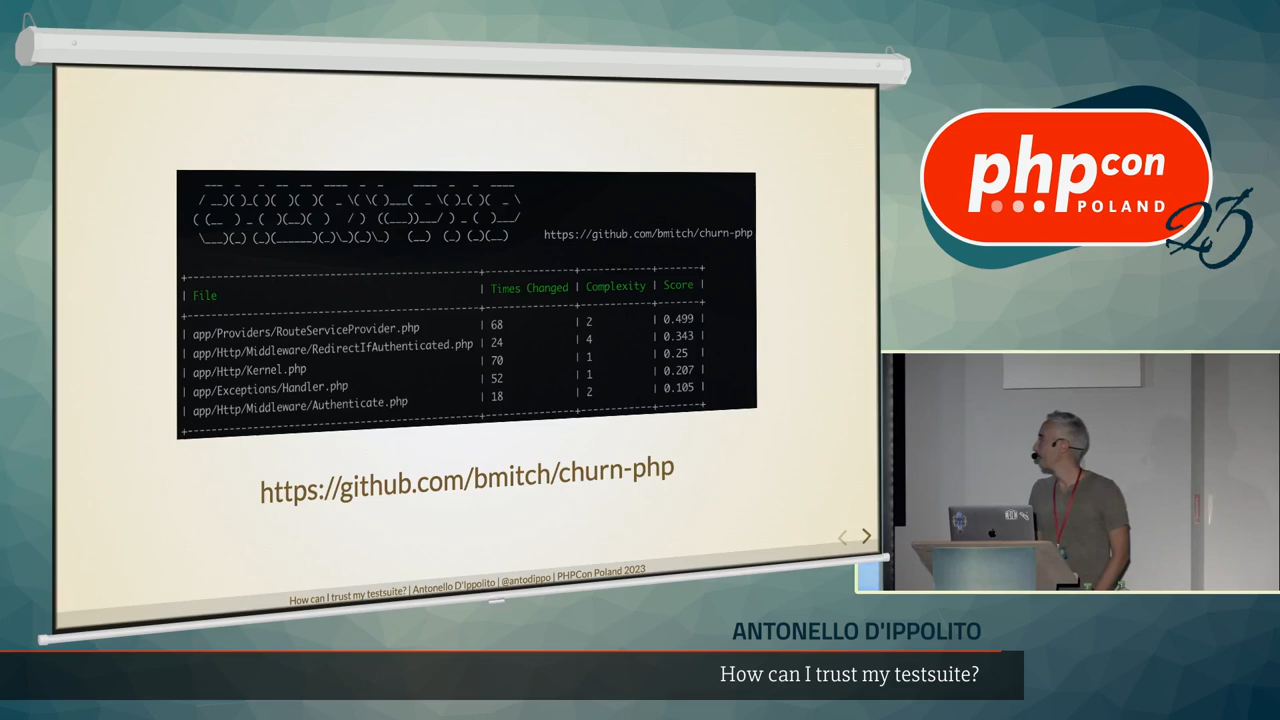 https://github.com/bmitch/churn-php
File | Times Changed | Complexity | Score
app/Providers/RouteServiceProvider.php | 68 | 2 | 0.499
app/Http/Middleware/RedirectIfAuthenticated.php | 24 | 4 | 0.343
app/Http/Kernel.php | 70 | 1 | 0.25
app/Exceptions/Handler.php | 52 | 1 | 0.207
app/Http/Middleware/Authenticate.php | 18 | 2 | 0.105
https://github.com/bmitch/churn-php
How can I trust my testsuite? | Antonello D'Ippolito | @antodippo | PHPCon Poland 2023
phpcon
POLAND
23
ANTONELLO D'IPPOLITO
How can I trust my testsuite?